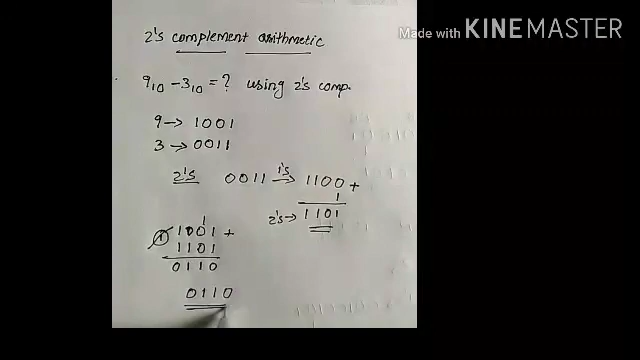 Made with KINEMASTER
2's complement arithmetic
9₁₀ - 3₁₀ = ? using 2's comp.
9 → 1001
3 → 0011
2's 0011 1's→ 1100 +
1
2's → 1101
1
1 1001 +
1101
0110
0110